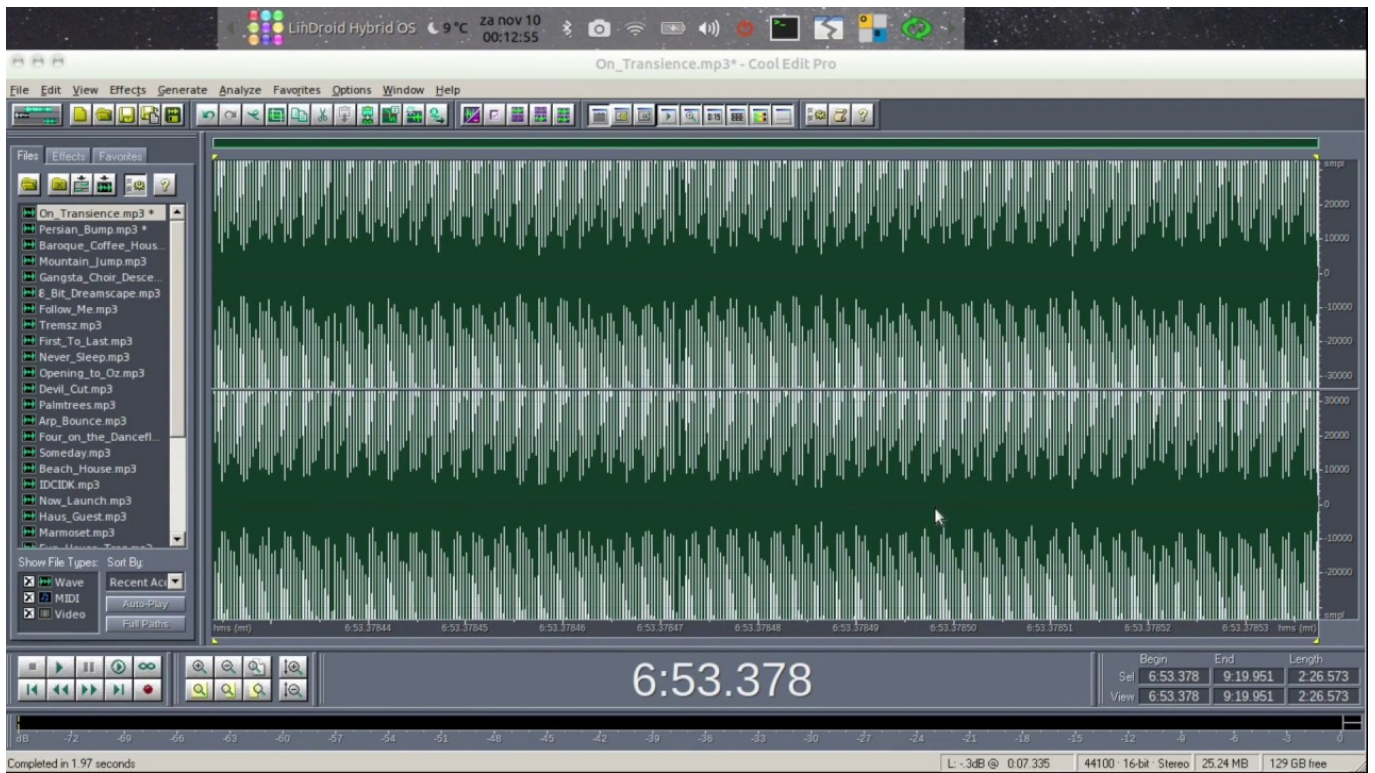 LinDroid Hybrid OS 9 °C za nov 10
00:12:55
On_Transience.mp3* - Cool Edit Pro
File Edit View Effects Generate Analyze Favorites Options Window Help
Files Effects Favorites
On_Transience.mp3 *
Persian_Bump.mp3 *
Baroque_Coffee_Hous...
Mountain_Jump.mp3
Gangsta_Choir_Desce...
8_Bit_Dreamscape.mp3
Follow_Me.mp3
Tremsz.mp3
First_To_Last.mp3
Never_Sleep.mp3
Opening_to_Oz.mp3
Devil_Cut.mp3
Palmtrees.mp3
Arp_Bounce.mp3
Four_on_the_Dancefl...
Someday.mp3
Beach_House.mp3
IDCIDK.mp3
Now_Launch.mp3
Haus_Guest.mp3
Marmoset.mp3
Show File Types: Sort By:
Wave Recent Acc
MIDI Auto-Play
Video Full Paths
smpl
-20000
-10000
-0
-10000
-20000
-30000
-30000
-20000
-10000
-0
-10000
-20000
smpl
hms (mt) 6:53.37844 6:53.37845 6:53.37846 6:53.37847 6:53.37848 6:53.37849 6:53.37850 6:53.37851 6:53.37852 6:53.37853 hms (mt)
6:53.378
Begin End Length
Sel 6:53.378 9:19.951 2:26.573
View 6:53.378 9:19.951 2:26.573
dB -72 -69 -66 -63 -60 -57 -54 -51 -48 -45 -42 -39 -36 -33 -30 -27 -24 -21 -18 -15 -12 -9 -6 -3 0
Completed in 1.97 seconds L: -.3dB @ 0:07.335 44100 · 16-bit · Stereo 25.24 MB 129 GB free